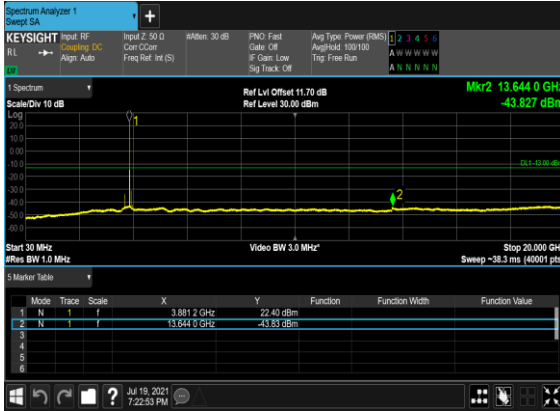 Spectrum Analyzer 1
Swept SA
+
KEYSIGHT Input: RF Input Z: 50 Ω #Atten: 30 dB PNO: Fast Avg Type: Power (RMS) 1 2 3 4 5 6
RL Coupling: DC Corr CCorr Gate: Off Avg|Hold: 100/100 A W W W W W
Align: Auto Freq Ref: Int (S) IF Gain: Low Trig: Free Run
Sig Track: Off A N N N N N
1 Spectrum Ref Lvl Offset 11.70 dB Mkr2 13.644 0 GHz
Scale/Div 10 dB Ref Level 30.00 dBm -43.827 dBm
Log
20.0
10.0
0.00
-10.0
-20.0
-30.0
-40.0
-50.0
-60.0
1
DL1 -13.00 dBm
2
Start 30 MHz Video BW 3.0 MHz* Stop 20.000 GH
#Res BW 1.0 MHz Sweep ~38.3 ms (40001 pts
5 Marker Table
Mode Trace Scale X Y Function Function Width Function Value
1 N 1 f 3.881 2 GHz 22.40 dBm
2 N 1 f 13.644 0 GHz -43.83 dBm
3
4
5
6
? Jul 19, 2021
7:22:53 PM